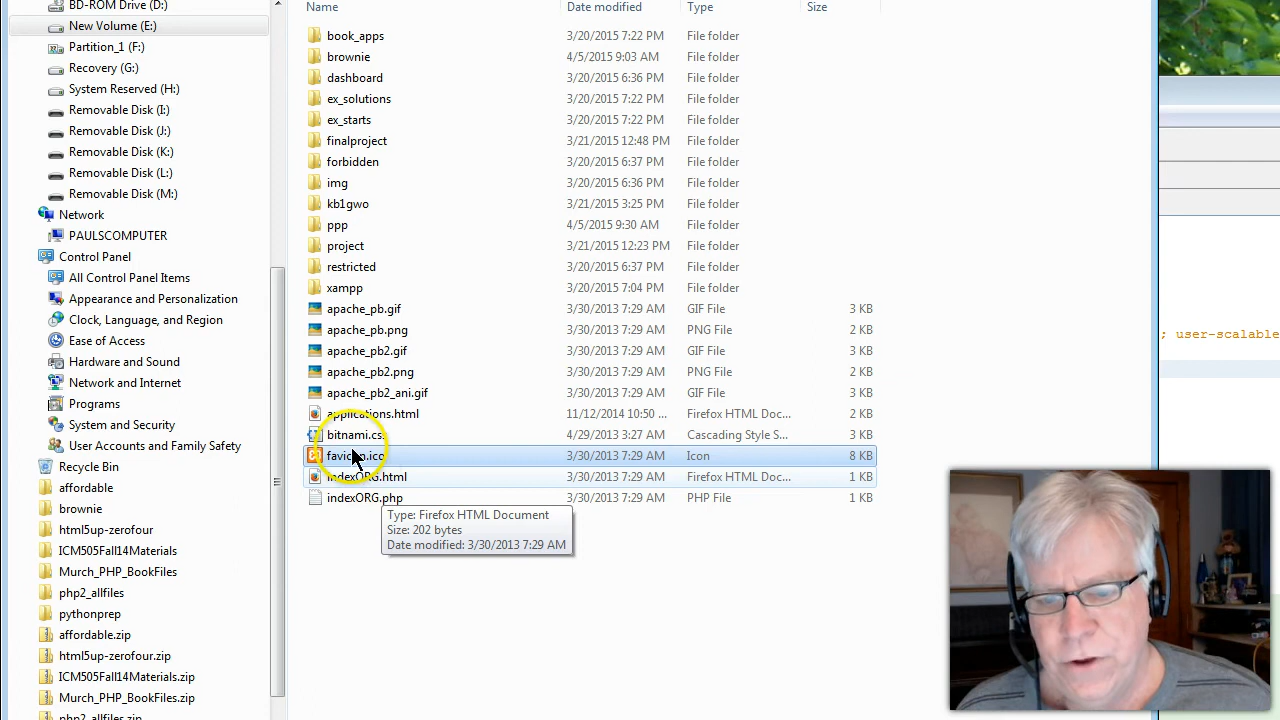 BD-ROM Drive (D:)
New Volume (E:)
Partition_1 (F:)
Recovery (G:)
System Reserved (H:)
Removable Disk (I:)
Removable Disk (J:)
Removable Disk (K:)
Removable Disk (L:)
Removable Disk (M:)
Network
PAULSCOMPUTER
Control Panel
All Control Panel Items
Appearance and Personalization
Clock, Language, and Region
Ease of Access
Hardware and Sound
Network and Internet
Programs
System and Security
User Accounts and Family Safety
Recycle Bin
affordable
brownie
html5up-zerofour
ICM505Fall14Materials
Murch_PHP_BookFiles
php2_allfiles
pythonprep
affordable.zip
html5up-zerofour.zip
ICM505Fall14Materials.zip
Murch_PHP_BookFiles.zip
php2_allfiles.zip
Name Date modified Type Size
book_apps 3/20/2015 7:22 PM File folder
brownie 4/5/2015 9:03 AM File folder
dashboard 3/20/2015 6:36 PM File folder
ex_solutions 3/20/2015 7:22 PM File folder
ex_starts 3/20/2015 7:22 PM File folder
finalproject 3/21/2015 12:48 PM File folder
forbidden 3/20/2015 6:37 PM File folder
img 3/20/2015 6:36 PM File folder
kb1gwo 3/21/2015 3:25 PM File folder
ppp 4/5/2015 9:30 AM File folder
project 3/21/2015 12:23 PM File folder
restricted 3/20/2015 6:37 PM File folder
xampp 3/20/2015 7:04 PM File folder
apache_pb.gif 3/30/2013 7:29 AM GIF File 3 KB
apache_pb.png 3/30/2013 7:29 AM PNG File 2 KB
apache_pb2.gif 3/30/2013 7:29 AM GIF File 3 KB
apache_pb2.png 3/30/2013 7:29 AM PNG File 2 KB
apache_pb2_ani.gif 3/30/2013 7:29 AM GIF File 3 KB
applications.html 11/12/2014 10:50 ... Firefox HTML Doc... 2 KB
bitnami.css 4/29/2013 3:27 AM Cascading Style S... 3 KB
favicon.ico 3/30/2013 7:29 AM Icon 8 KB
indexORG.html 3/30/2013 7:29 AM Firefox HTML Doc... 1 KB
indexORG.php 3/30/2013 7:29 AM PHP File 1 KB
Type: Firefox HTML Document
Size: 202 bytes
Date modified: 3/30/2013 7:29 AM
; user-scalable